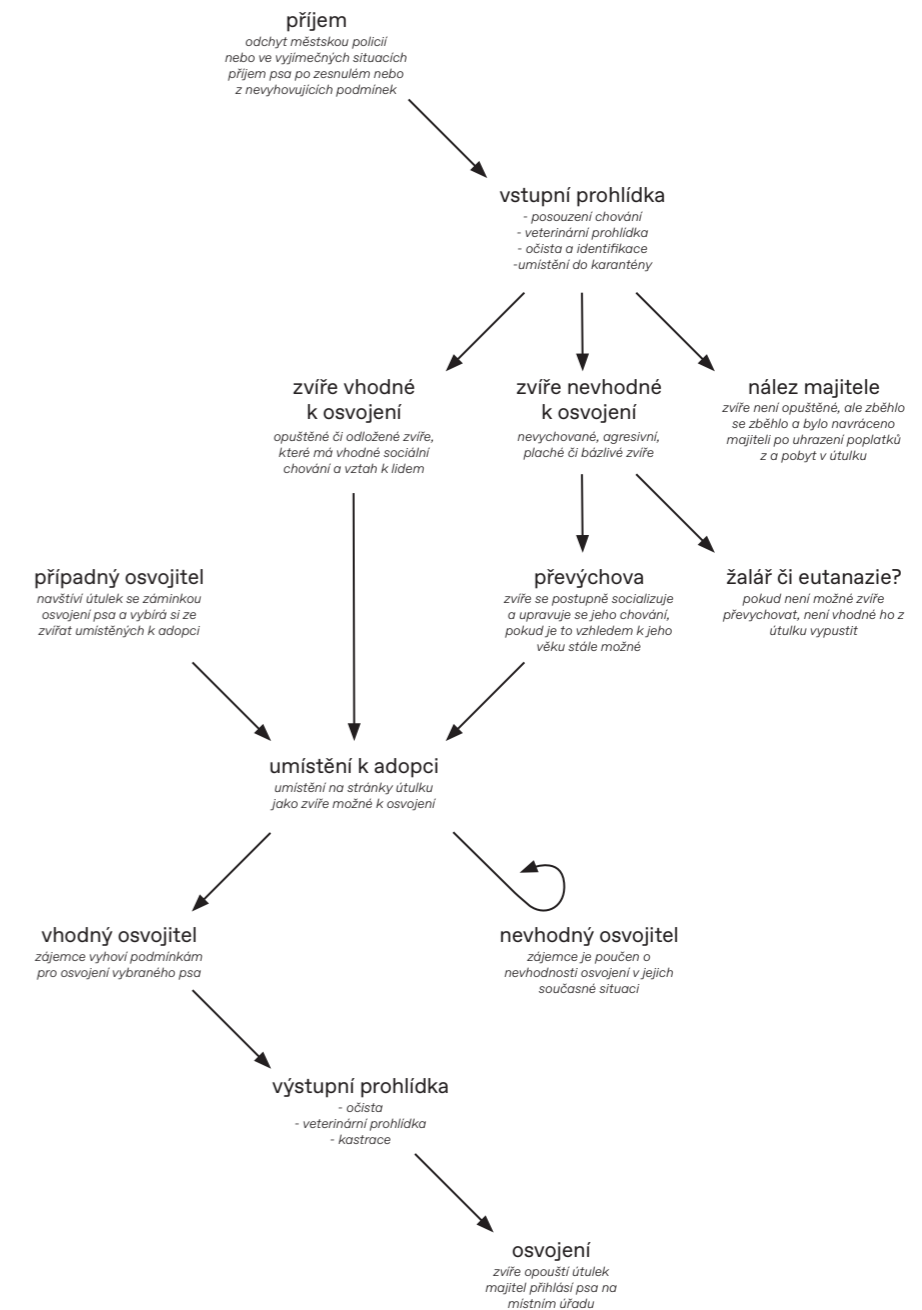 příjem
odchyt městskou policií
nebo ve vyjímečných situacích
příjem psa po zesnulém nebo
z nevyhovujících podmínek
vstupní prohlídka
- posouzení chování
- veterinární prohlídka
- očista a identifikace
-umístění do karantény
zvíře vhodné
k osvojení
opuštěné či odložené zvíře,
které má vhodné sociální
chování a vztah k lidem
zvíře nevhodné
k osvojení
nevychované, agresivní,
plaché či bázlivé zvíře
nález majitele
zvíře není opuštěné, ale zběhlo
se zběhlo a bylo navráceno
majiteli po uhrazení poplatků
z a pobyt v útulku
případný osvojitel
navštíví útulek se záminkou
osvojení psa a vybírá si ze
zvířat umístěných k adopci
převýchova
zvíře se postupně socializuje
a upravuje se jeho chování,
pokud je to vzhledem k jeho
věku stále možné
žalář či eutanazie?
pokud není možné zvíře
převychovat, není vhodné ho z
útulku vypustit
umístění k adopci
umístění na stránky útulku
jako zvíře možné k osvojení
vhodný osvojitel
zájemce vyhoví podmínkám
pro osvojení vybraného psa
nevhodný osvojitel
zájemce je poučen o
nevhodnosti osvojení v jejich
současné situaci
výstupní prohlídka
- očista
- veterinární prohlídka
- kastrace
osvojení
zvíře opouští útulek
majitel přihlásí psa na
místním úřadu